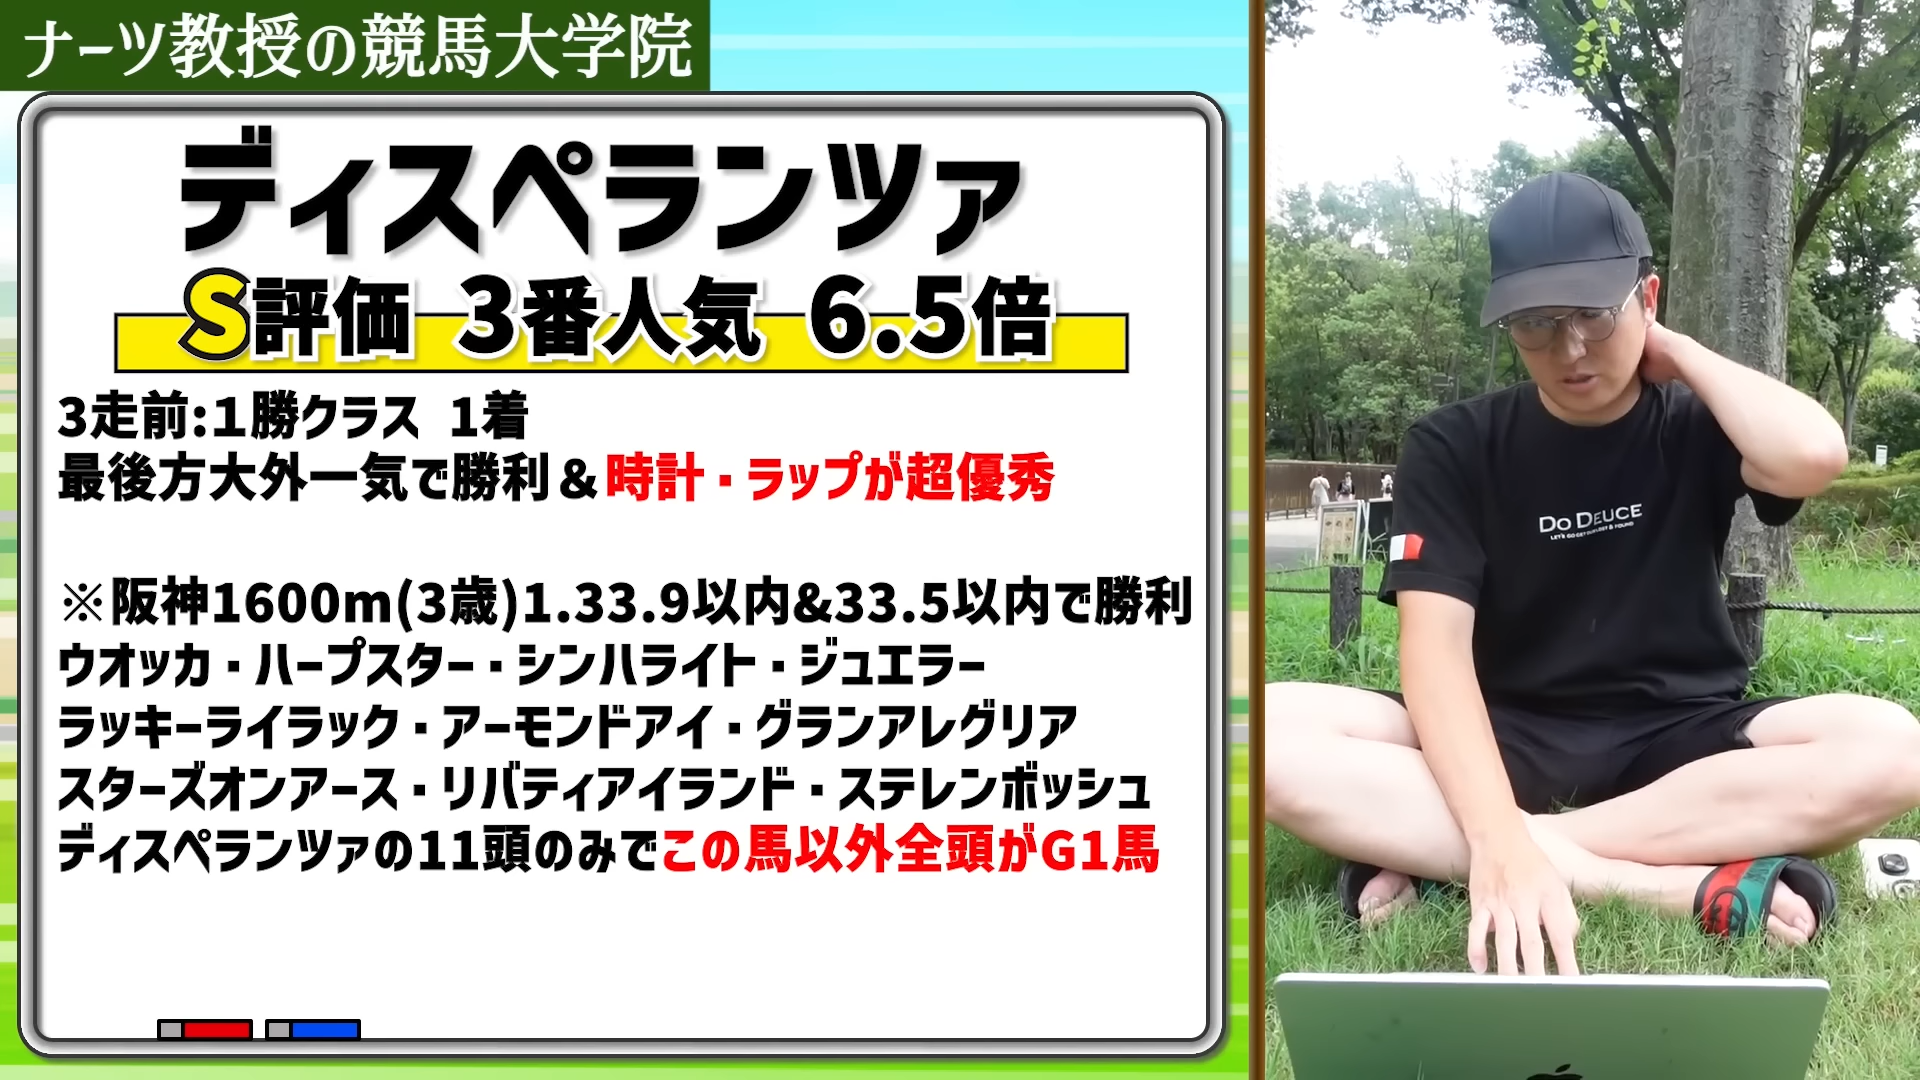 ナーツ教授の競馬大学院
ディスペランツァ
S評価 3番人気 6.5倍
3走前:1勝クラス 1着
最後方大外一気で勝利＆時計・ラップが超優秀
※阪神1600m(3歳)1.33.9以内&33.5以内で勝利
ウオッカ・ハープスター・シンハライト・ジュエラー
ラッキーライラック・アーモンドアイ・グランアレグリア
スターズオンアース・リバティアイランド・ステレンボッシュ
ディスペランツァの11頭のみでこの馬以外全頭がG1馬
DO DEUCE